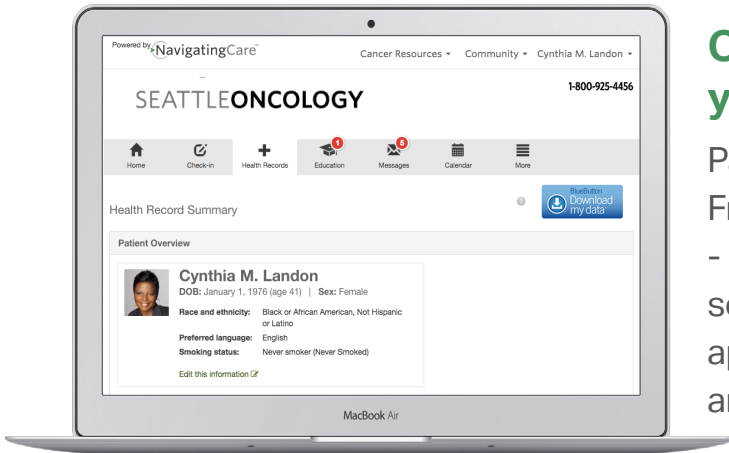 Powered by NavigatingCare™
Cancer Resources Community Cynthia M. Landon
SEATTLEONCOLOGY
1-800-925-4456
Home Check-in Health Records Education 1 Messages 5 Calendar More
Health Record Summary
?
BlueButton
Download
my data
Patient Overview
Cynthia M. Landon
DOB: January 1, 1976 (age 41) | Sex: Female
Race and ethnicity: Black or African American, Not Hispanic
or Latino
Preferred language: English
Smoking status: Never smoker (Never Smoked)
Edit this information
MacBook Air